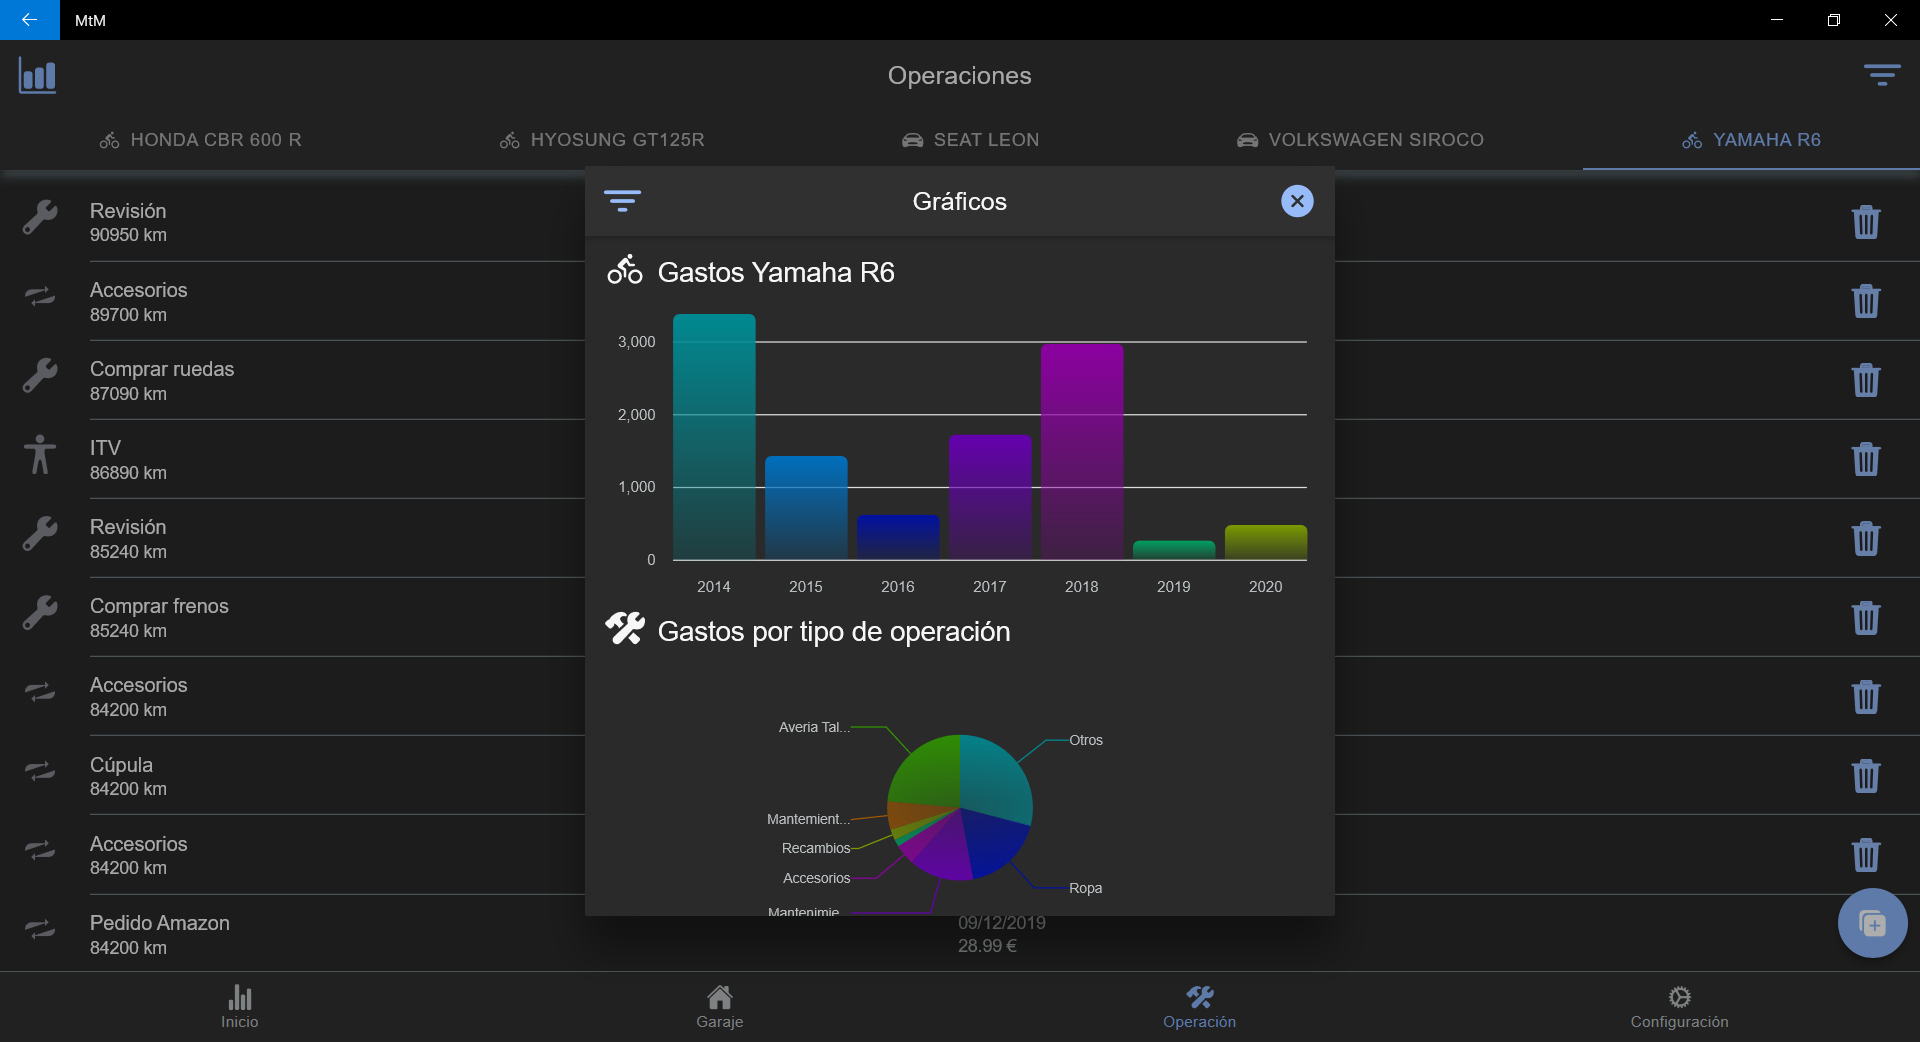 MtM
Operaciones
HONDA CBR 600 R
HYOSUNG GT125R
SEAT LEON
VOLKSWAGEN SIROCO
YAMAHA R6
Revisión
90950 km
Accesorios
89700 km
Comprar ruedas
87090 km
ITV
86890 km
Revisión
85240 km
Comprar frenos
85240 km
Accesorios
84200 km
Cúpula
84200 km
Accesorios
84200 km
Pedido Amazon
84200 km
09/12/2019
28.99 €
Gráficos
Gastos Yamaha R6
3,000
2,000
1,000
0
2014
2015
2016
2017
2018
2019
2020
Gastos por tipo de operación
Averia Tal...
Otros
Mantemient...
Recambios
Accesorios
Ropa
Mantenimie...
Inicio
Garaje
Operación
Configuración